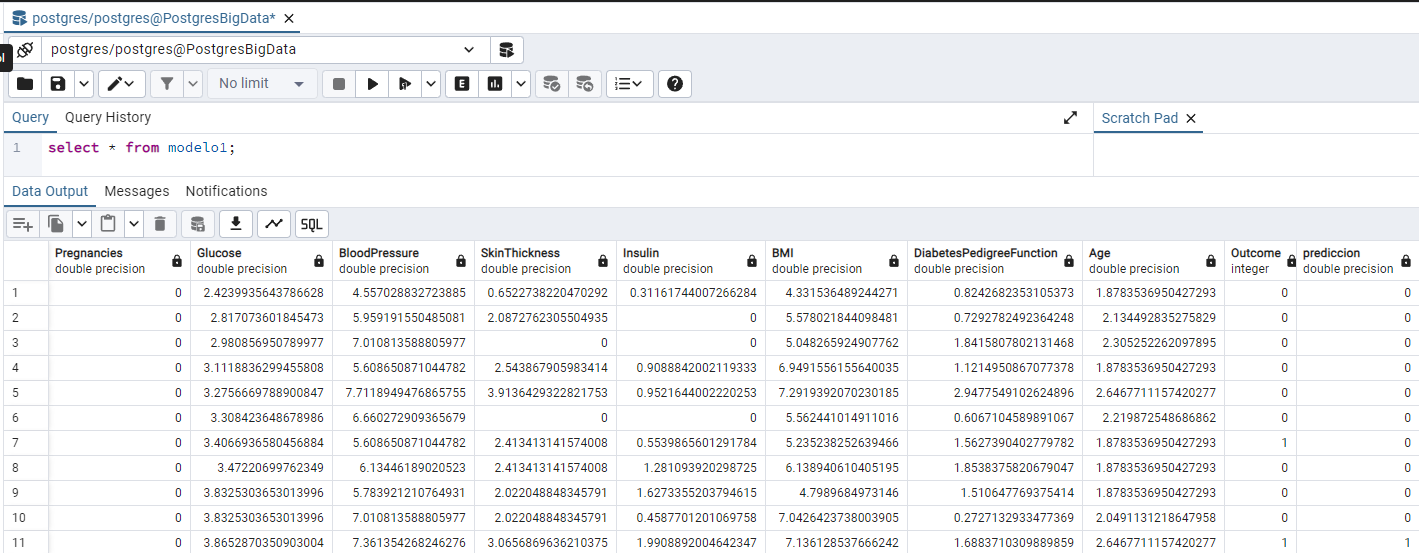 postgres/postgres@PostgresBigData*
postgres/postgres@PostgresBigData
No limit
Query Query History Scratch Pad
1 select * from modelo1;
Data Output Messages Notifications
SQL
Pregnancies Glucose BloodPressure SkinThickness Insulin BMI DiabetesPedigreeFunction Age Outcome prediccion
double precision double precision double precision double precision double precision double precision double precision double precision integer double precision
1 0 2.4239935643786628 4.557028832723885 0.6522738220470292 0.31161744007266284 4.331536489244271 0.8242682353105373 1.8783536950427293 0 0
2 0 2.817073601845473 5.959191550485081 2.0872762305504935 0 5.578021844098481 0.7292782492364248 2.134492835275829 0 0
3 0 2.980856950789977 7.010813588805977 0 0 5.048265924907762 1.8415807802131468 2.305252262097895 0 0
4 0 3.1118836299455808 5.608650871044782 2.543867905983414 0.9088842002119333 6.9491556155640035 1.1214950867077378 1.8783536950427293 0 0
5 0 3.2756669788900847 7.7118949476865755 3.9136429322821753 0.9521644002220253 7.2919392070230185 2.9477549102624896 2.6467711157420277 0 0
6 0 3.308423648678986 6.660272909365679 0 0 5.562441014911016 0.6067104589891067 2.219872548686862 0 0
7 0 3.4066936580456884 5.608650871044782 2.413413141574008 0.5539865601291784 5.235238252639466 1.5627390402779782 1.8783536950427293 1 0
8 0 3.47220699762349 6.13446189020523 2.413413141574008 1.281093920298725 6.138940610405195 1.8538375820679047 1.8783536950427293 0 0
9 0 3.8325303653013996 5.783921210764931 2.022048848345791 1.6273355203794615 4.7989684973146 1.510647769375414 1.8783536950427293 0 0
10 0 3.8325303653013996 7.010813588805977 2.022048848345791 0.4587701201069758 7.0426423738003905 0.2727132933477369 2.0491131218647958 0 0
11 0 3.8652870350903004 7.361354268246276 3.0656869636210375 1.9908892004642347 7.136128537666242 1.6883710309889859 2.6467711157420277 1 1